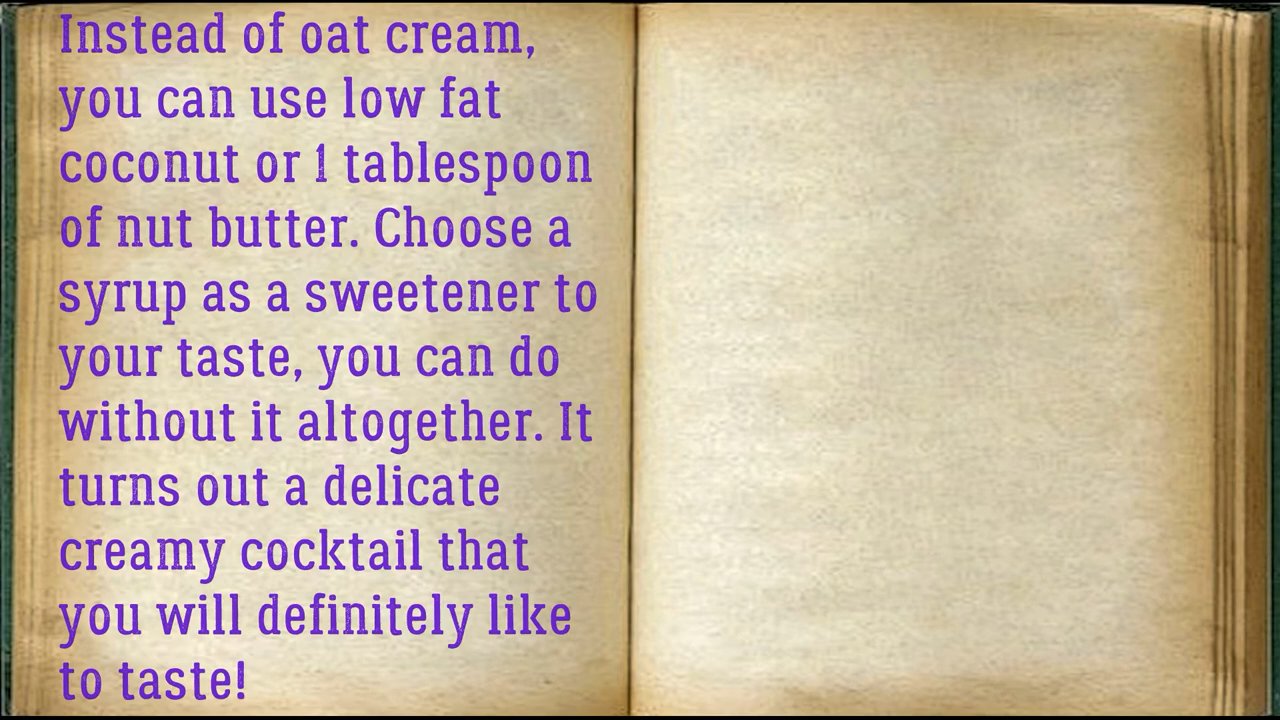 Instead of oat cream,
you can use low fat
coconut or 1 tablespoon
of nut butter. Choose a
syrup as a sweetener to
your taste, you can do
without it altogether. It
turns out a delicate
creamy cocktail that
you will definitely like
to taste!